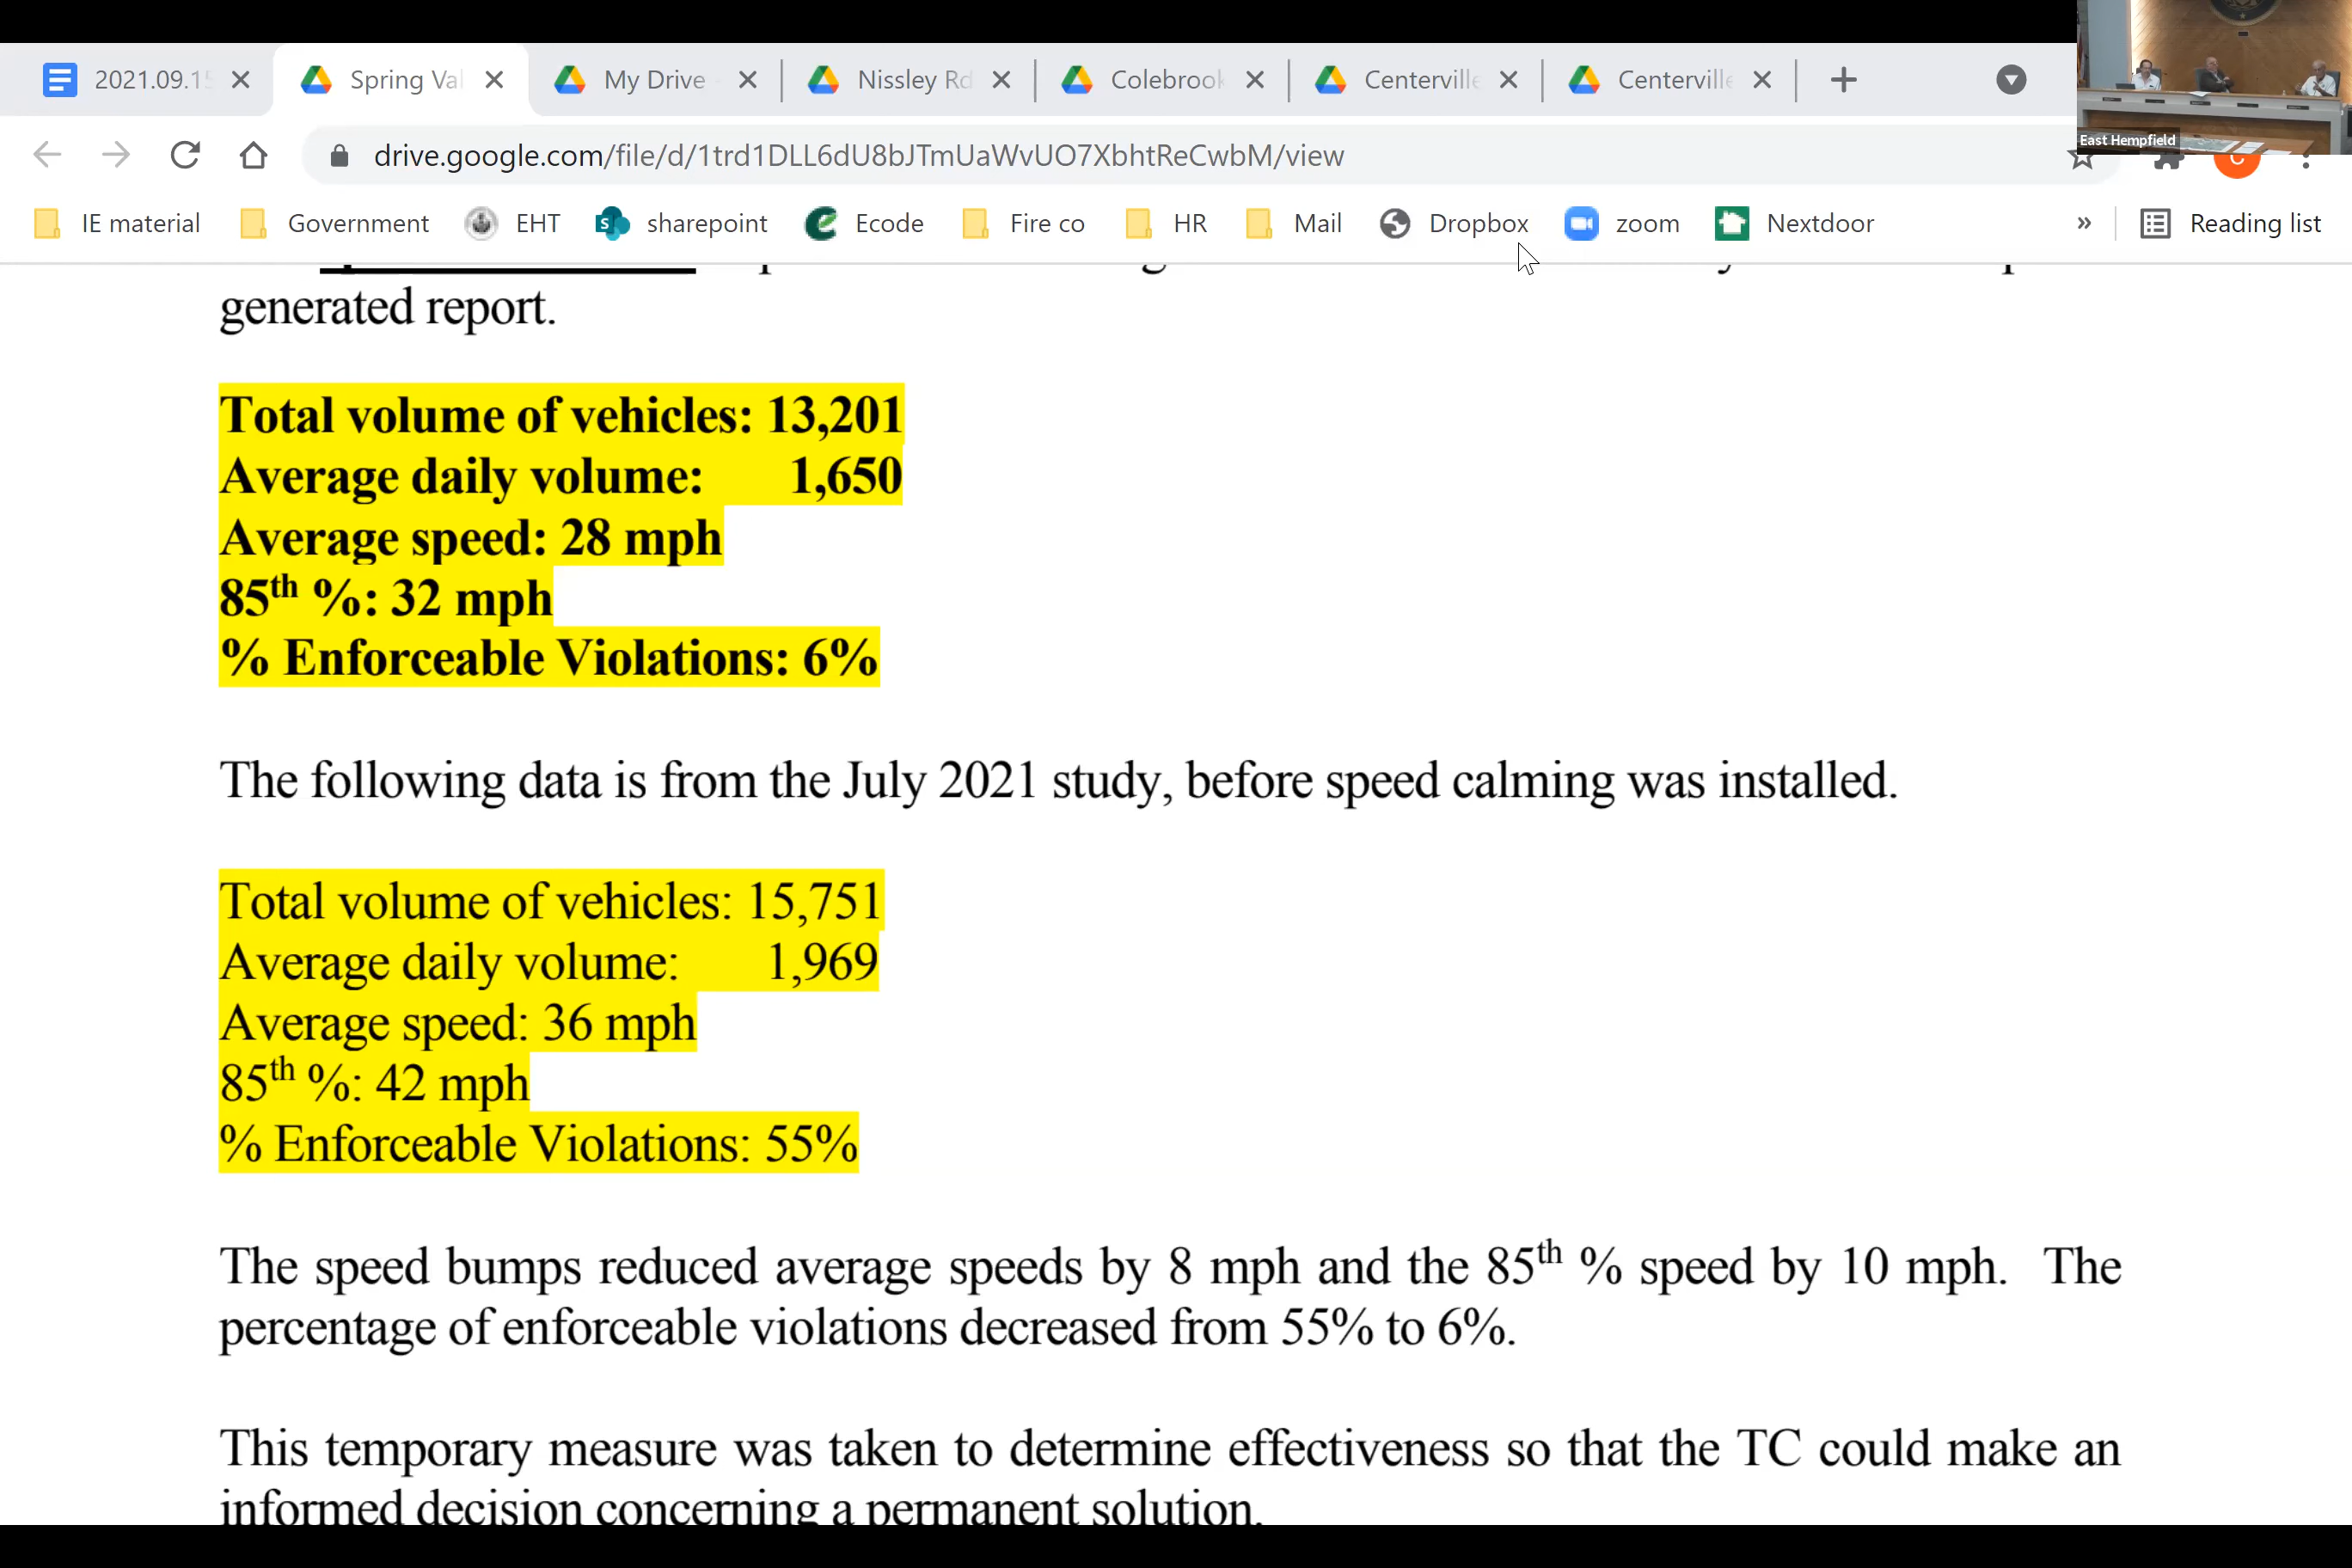 2021.09.15
Spring Val
My Drive -
Nissley Rd
Colebrook
Centerville
Centerville
East Hempfield
drive.google.com/file/d/1trd1DLL6dU8bJTmUaWvUO7XbhtReCwbM/view
C
IE material
Government
EHT
sharepoint
Ecode
Fire co
HR
Mail
Dropbox
zoom
Nextdoor
»
Reading list
generated report.
Total volume of vehicles: 13,201
Average daily volume: 1,650
Average speed: 28 mph
85th %: 32 mph
% Enforceable Violations: 6%
The following data is from the July 2021 study, before speed calming was installed.
Total volume of vehicles: 15,751
Average daily volume: 1,969
Average speed: 36 mph
85th %: 42 mph
% Enforceable Violations: 55%
The speed bumps reduced average speeds by 8 mph and the 85th % speed by 10 mph. The
percentage of enforceable violations decreased from 55% to 6%.
This temporary measure was taken to determine effectiveness so that the TC could make an
informed decision concerning a permanent solution.